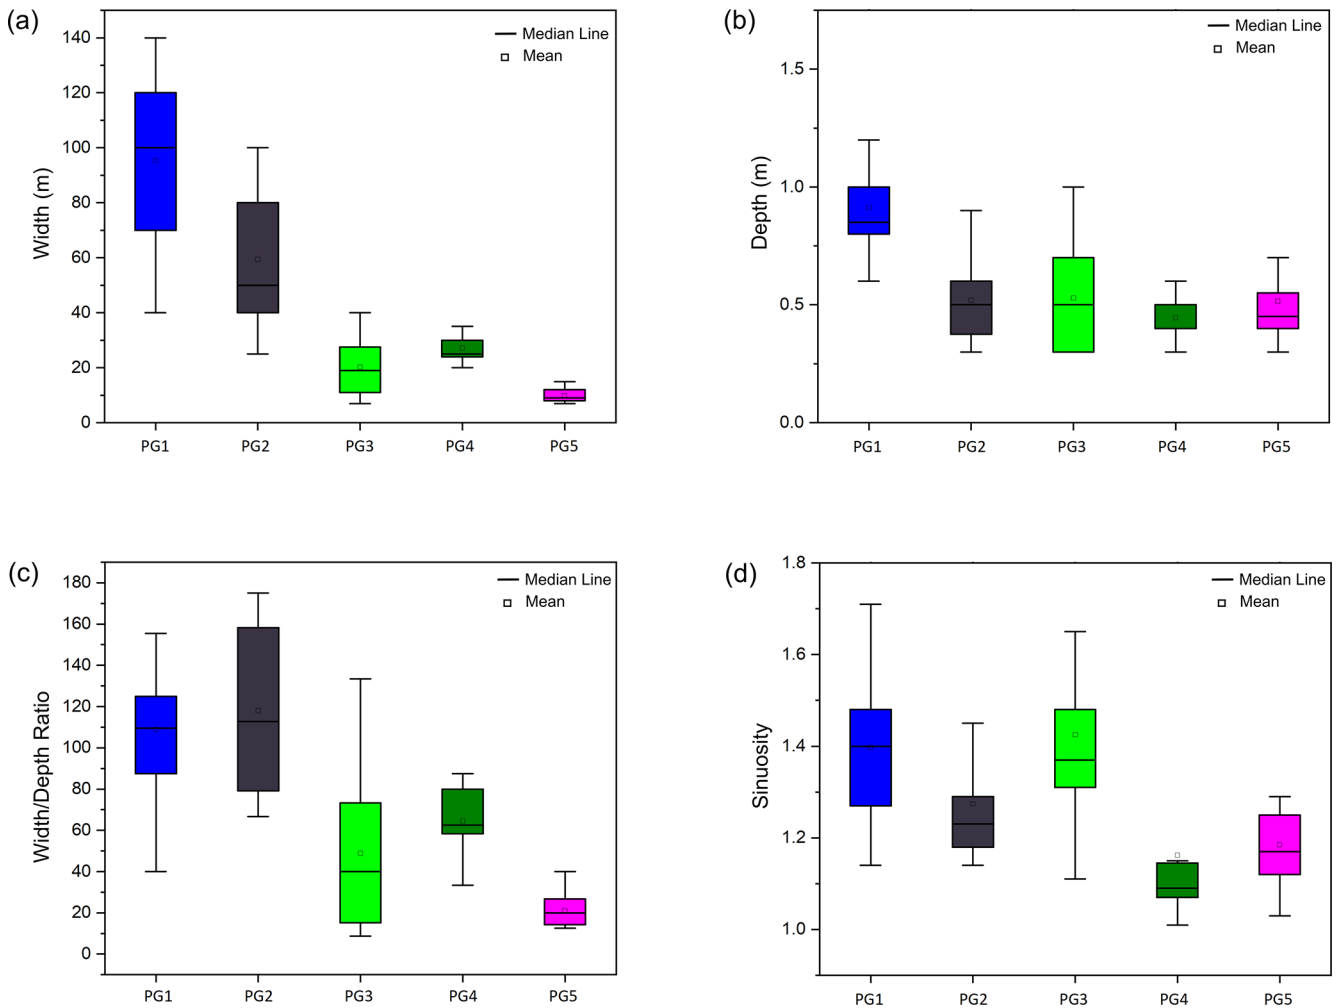 (a)
Median Line
Mean
Width (m)
140
120
100
80
60
40
20
0
PG1 PG2 PG3 PG4 PG5
(b)
Median Line
Mean
Depth (m)
1.5
1.0
0.5
0.0
PG1 PG2 PG3 PG4 PG5
(c)
Median Line
Mean
Width/Depth Ratio
180
160
140
120
100
80
60
40
20
0
PG1 PG2 PG3 PG4 PG5
(d)
Median Line
Mean
Sinuosity
1.8
1.6
1.4
1.2
1.0
PG1 PG2 PG3 PG4 PG5